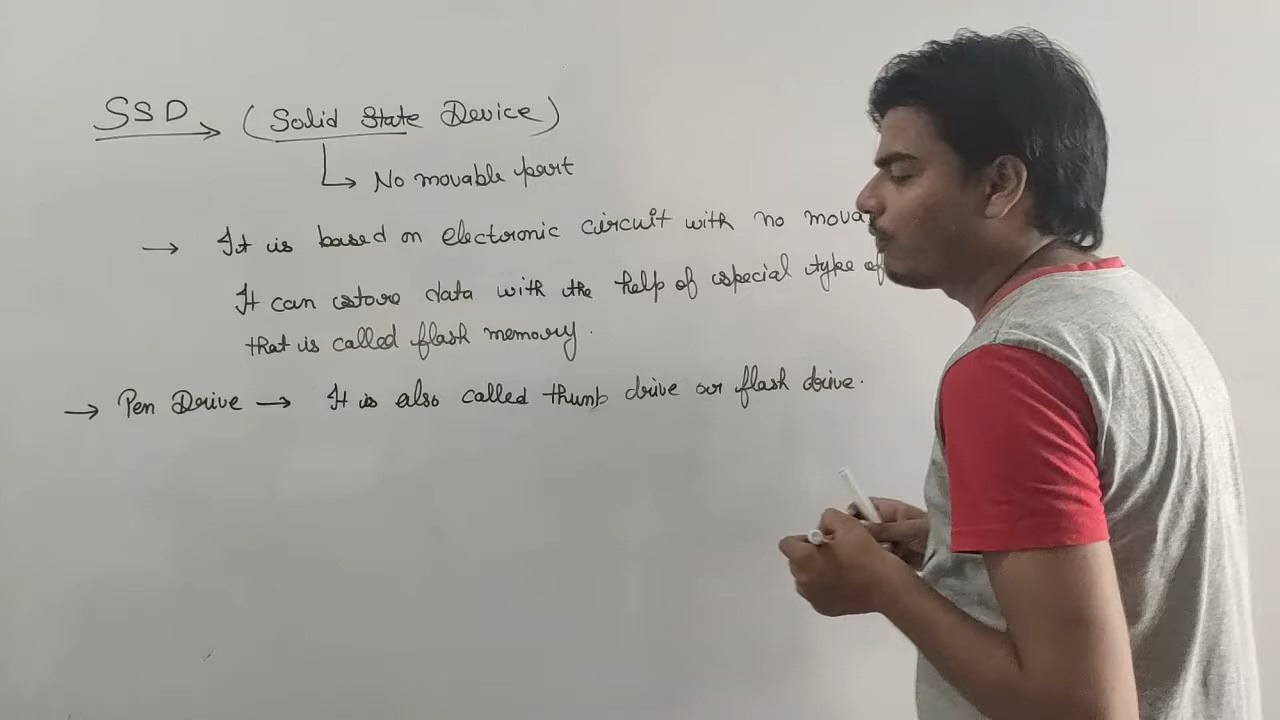 SSD → (Solid State Device)
↳ No movable part
→ It is based on electronic circuit with no mova
It can store data with the help of special type of
that is called flash memory.
→ Pen Drive → It is also called thumb drive or flash drive.